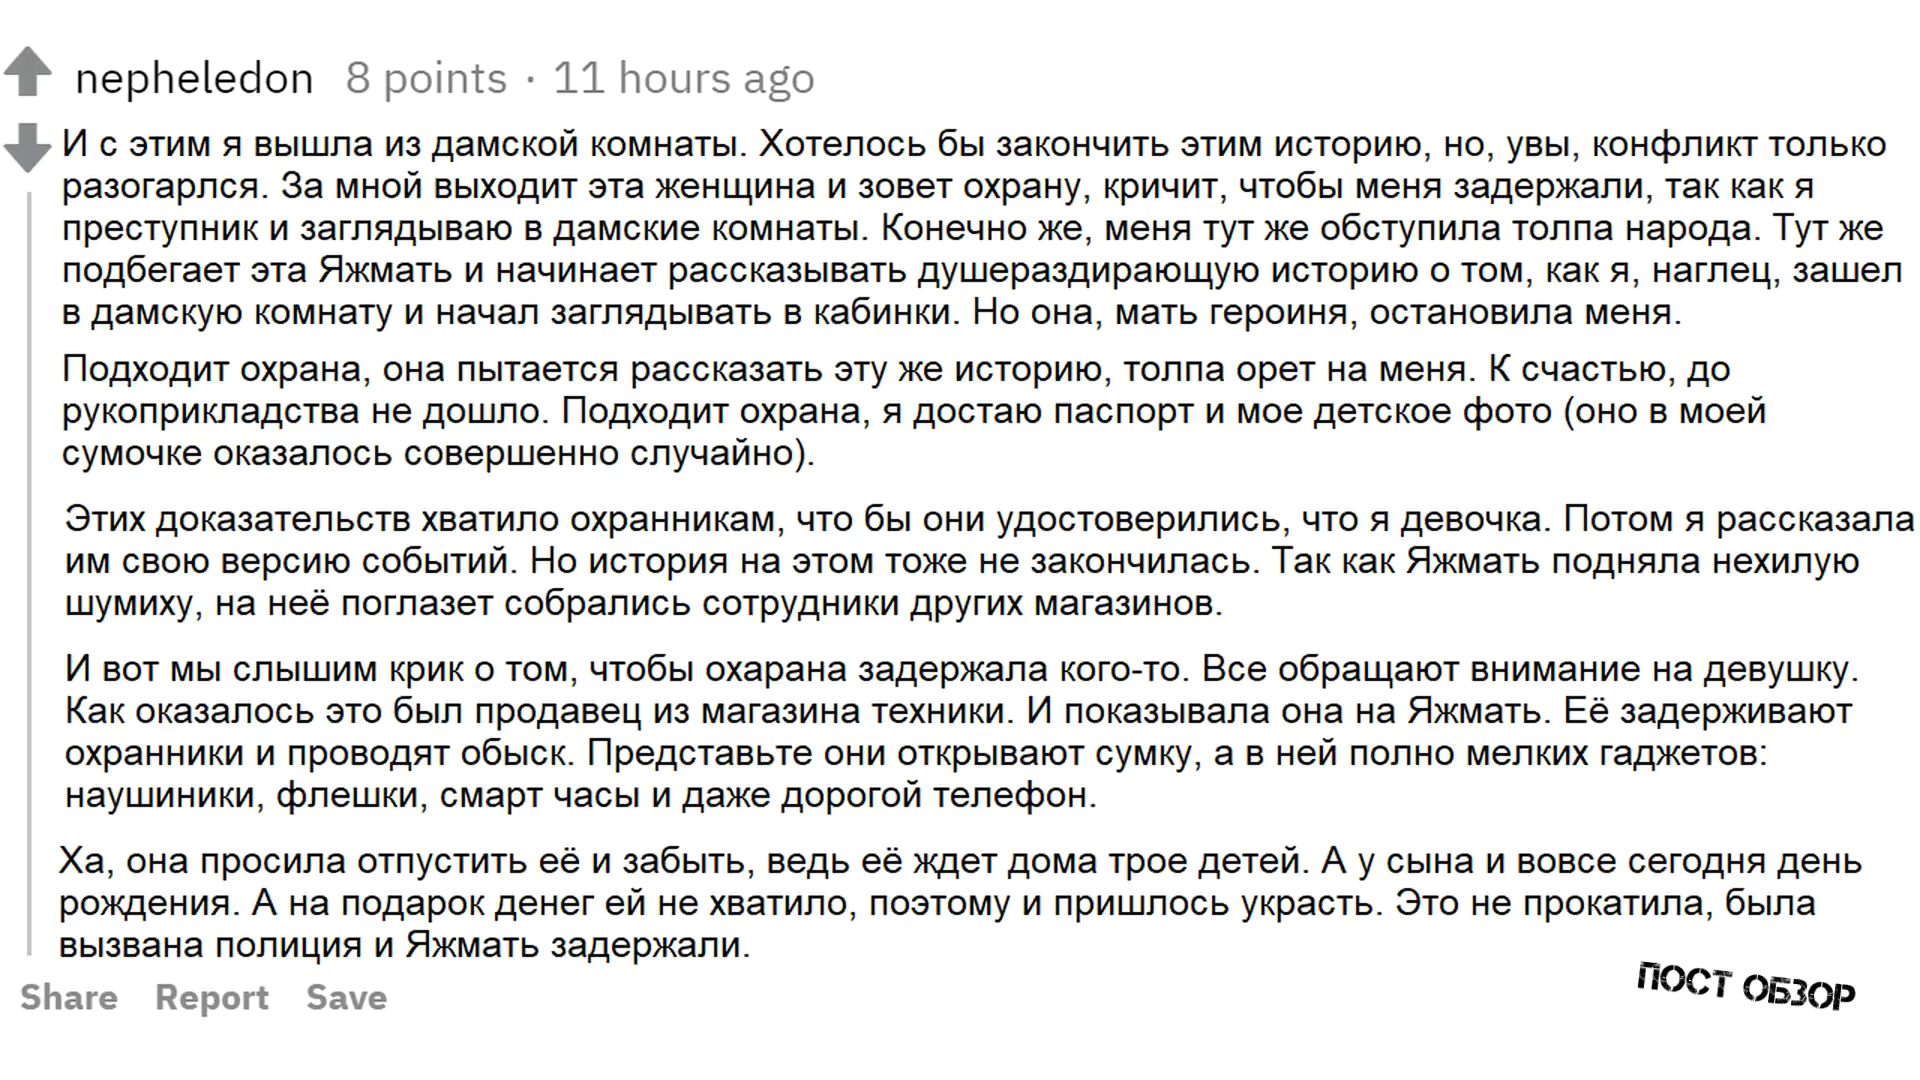 nepheledon 8 points · 11 hours ago
И с этим я вышла из дамской комнаты. Хотелось бы закончить этим историю, но, увы, конфликт только
разогарлся. За мной выходит эта женщина и зовет охрану, кричит, чтобы меня задержали, так как я
преступник и заглядываю в дамские комнаты. Конечно же, меня тут же обступила толпа народа. Тут же
подбегает эта Яжмать и начинает рассказывать душераздирающую историю о том, как я, наглец, зашел
в дамскую комнату и начал заглядывать в кабинки. Но она, мать героиня, остановила меня.
Подходит охрана, она пытается рассказать эту же историю, толпа орет на меня. К счастью, до
рукоприкладства не дошло. Подходит охрана, я достаю паспорт и мое детское фото (оно в моей
сумочке оказалось совершенно случайно).
Этих доказательств хватило охранникам, что бы они удостоверились, что я девочка. Потом я рассказала
им свою версию событий. Но история на этом тоже не закончилась. Так как Яжмать подняла нехилую
шумиху, на неё поглазет собрались сотрудники других магазинов.
И вот мы слышим крик о том, чтобы охарана задержала кого-то. Все обращают внимание на девушку.
Как оказалось это был продавец из магазина техники. И показывала она на Яжмать. Её задерживают
охранники и проводят обыск. Представьте они открывают сумку, а в ней полно мелких гаджетов:
наушиники, флешки, смарт часы и даже дорогой телефон.
Ха, она просила отпустить её и забыть, ведь её ждет дома трое детей. А у сына и вовсе сегодня день
рождения. А на подарок денег ей не хватило, поэтому и пришлось украсть. Это не прокатила, была
вызвана полиция и Яжмать задержали.
Share Report Save
ПОСТ ОБЗОР